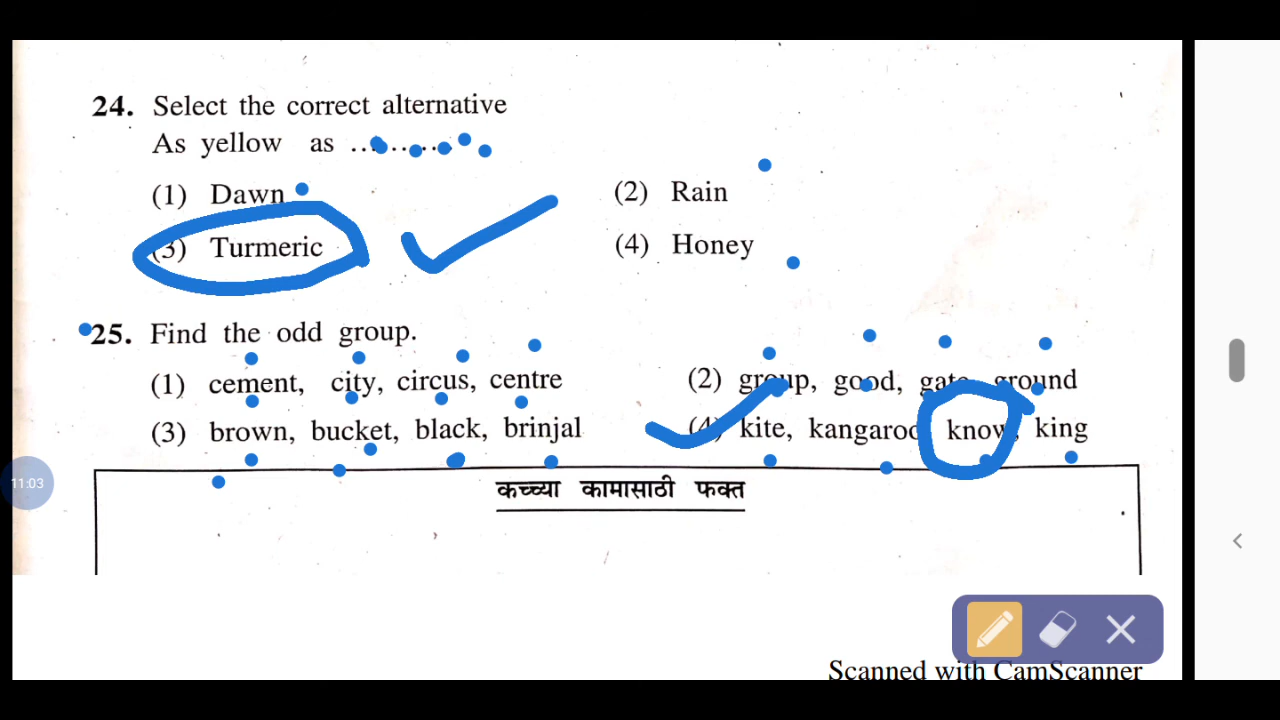 24. Select the correct alternative
As yellow as ..........
(1) Dawn (2) Rain
(3) Turmeric (4) Honey
25. Find the odd group.
(1) cement, city, circus, centre (2) group, good, gate, ground
(3) brown, bucket, black, brinjal (4) kite, kangaroo, know, king
11:03
कच्च्या कामासाठी फक्त
Scanned with CamScanner